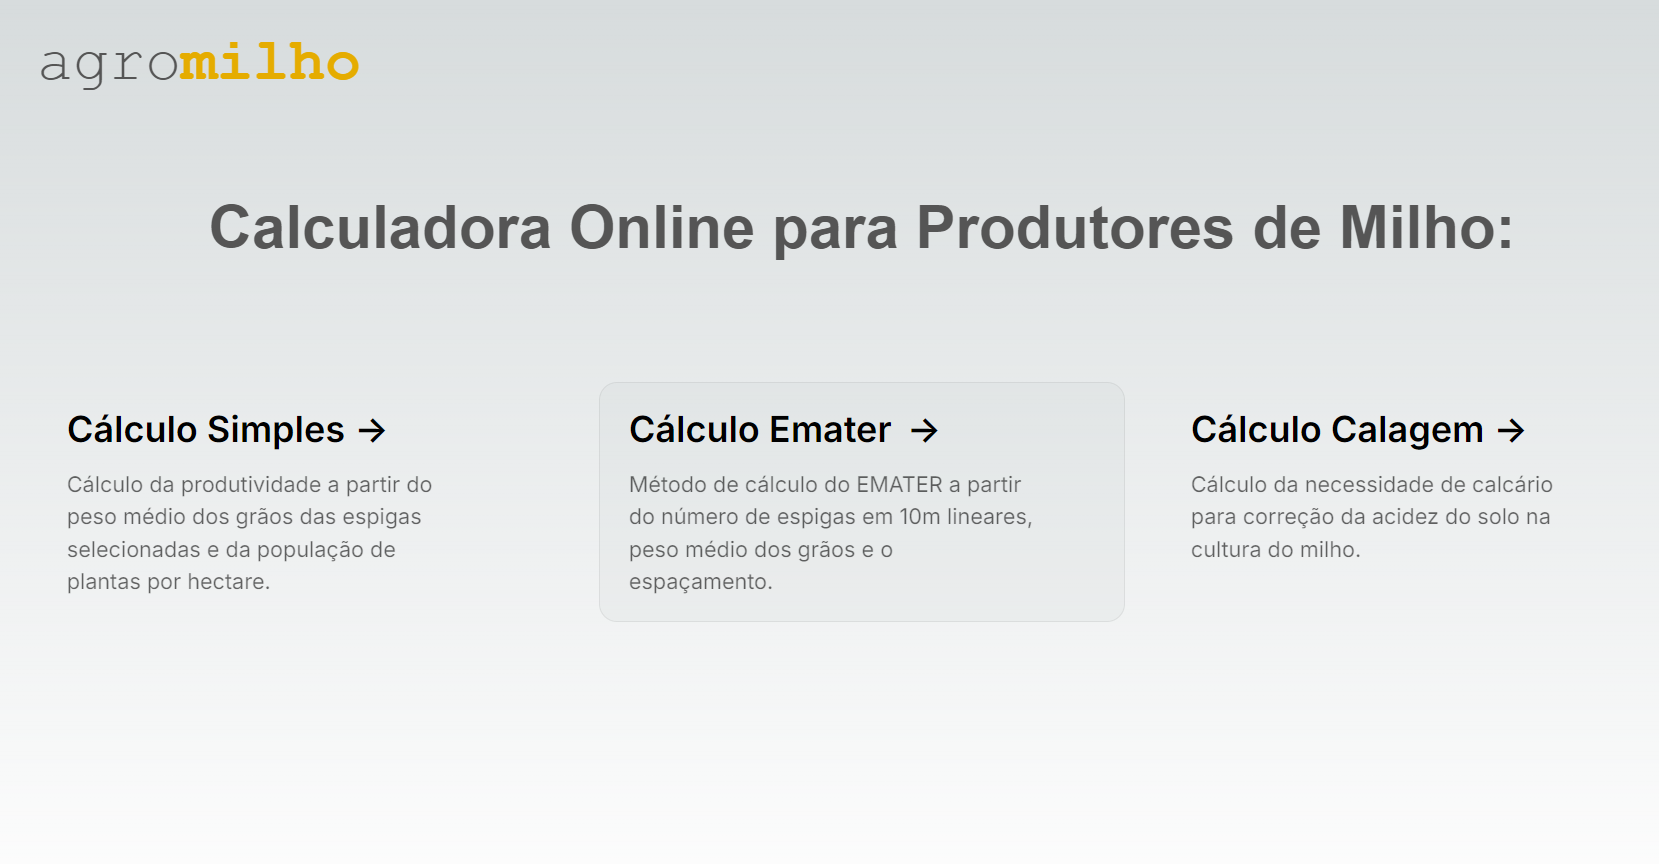 agromilho
Calculadora Online para Produtores de Milho:
Cálculo Simples →
Cálculo da produtividade a partir do
peso médio dos grãos das espigas
selecionadas e da população de
plantas por hectare.
Cálculo Emater →
Método de cálculo do EMATER a partir
do número de espigas em 10m lineares,
peso médio dos grãos e o
espaçamento.
Cálculo Calagem →
Cálculo da necessidade de calcário
para correção da acidez do solo na
cultura do milho.